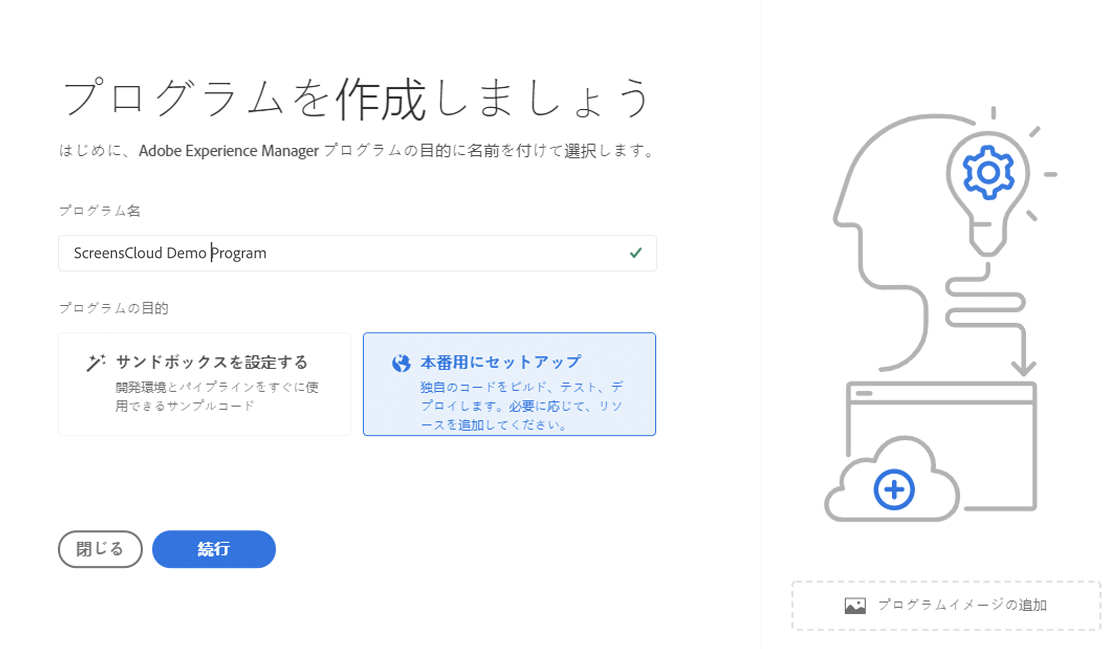 プログラムを作成しましょう
はじめに、Adobe Experience Manager プログラムの目的に名前を付けて選択します。
プログラム名
ScreensCloud Demo Program
プログラムの目的
サンドボックスを設定する
開発環境とパイプラインをすぐに使
用できるサンプルコード
本番用にセットアップ
独自のコードをビルド、テスト、デ
プロイします。必要に応じて、リソ
ースを追加してください。
閉じる
続行
プログラムイメージの追加